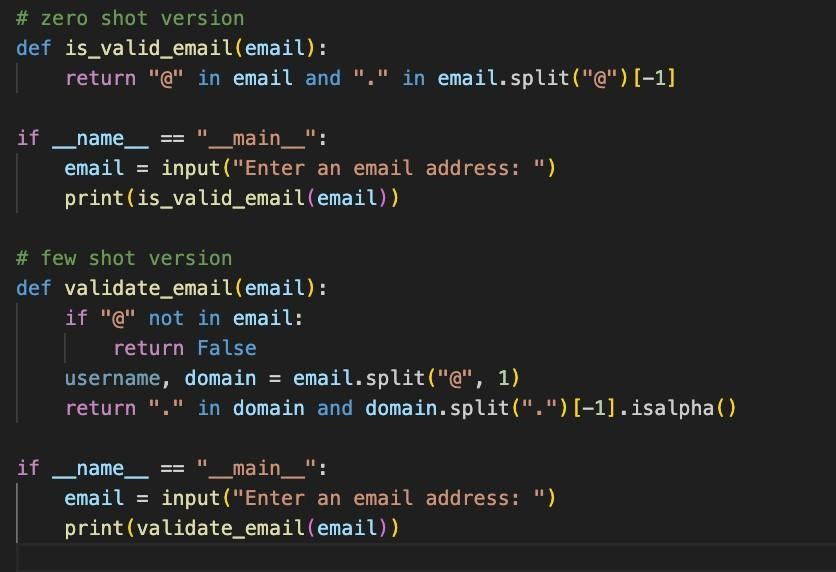 # zero shot version
def is_valid_email(email):
    return "@" in email and "." in email.split("@")[-1]

if __name__ == "__main__":
    email = input("Enter an email address: ")
    print(is_valid_email(email))

# few shot version
def validate_email(email):
    if "@" not in email:
        return False
    username, domain = email.split("@", 1)
    return "." in domain and domain.split(".")[-1].isalpha()

if __name__ == "__main__":
    email = input("Enter an email address: ")
    print(validate_email(email))